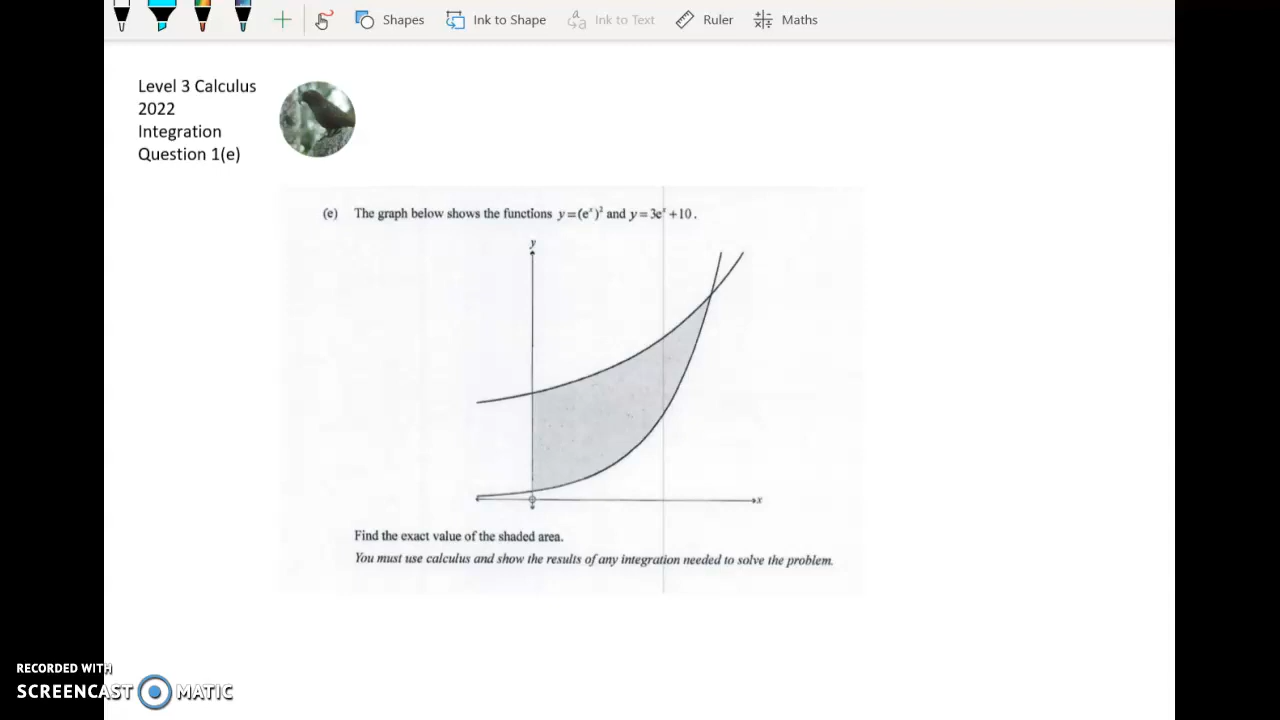 Shapes
Ink to Shape
Ink to Text
Ruler
Maths
Level 3 Calculus
2022
Integration
Question 1(e)
(e) The graph below shows the functions y=(eˣ)² and y=3eˣ+10.
y
x
Find the exact value of the shaded area.
You must use calculus and show the results of any integration needed to solve the problem.
RECORDED WITH
SCREENCAST MATIC